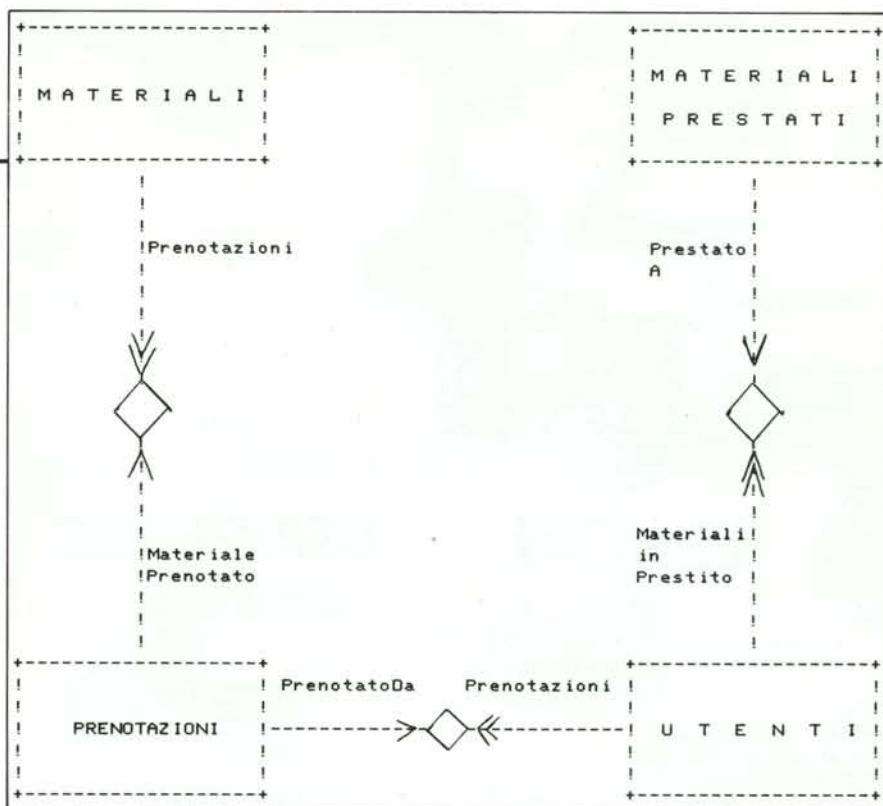 MATERIALI
MATERIALI
PRESTATI
Prenotazioni
Prestato
A
Materiale
Prenotato
Materiali
in
Prestito
PrenotatoDa
Prenotazioni
PRENOTAZIONI
UTENTI